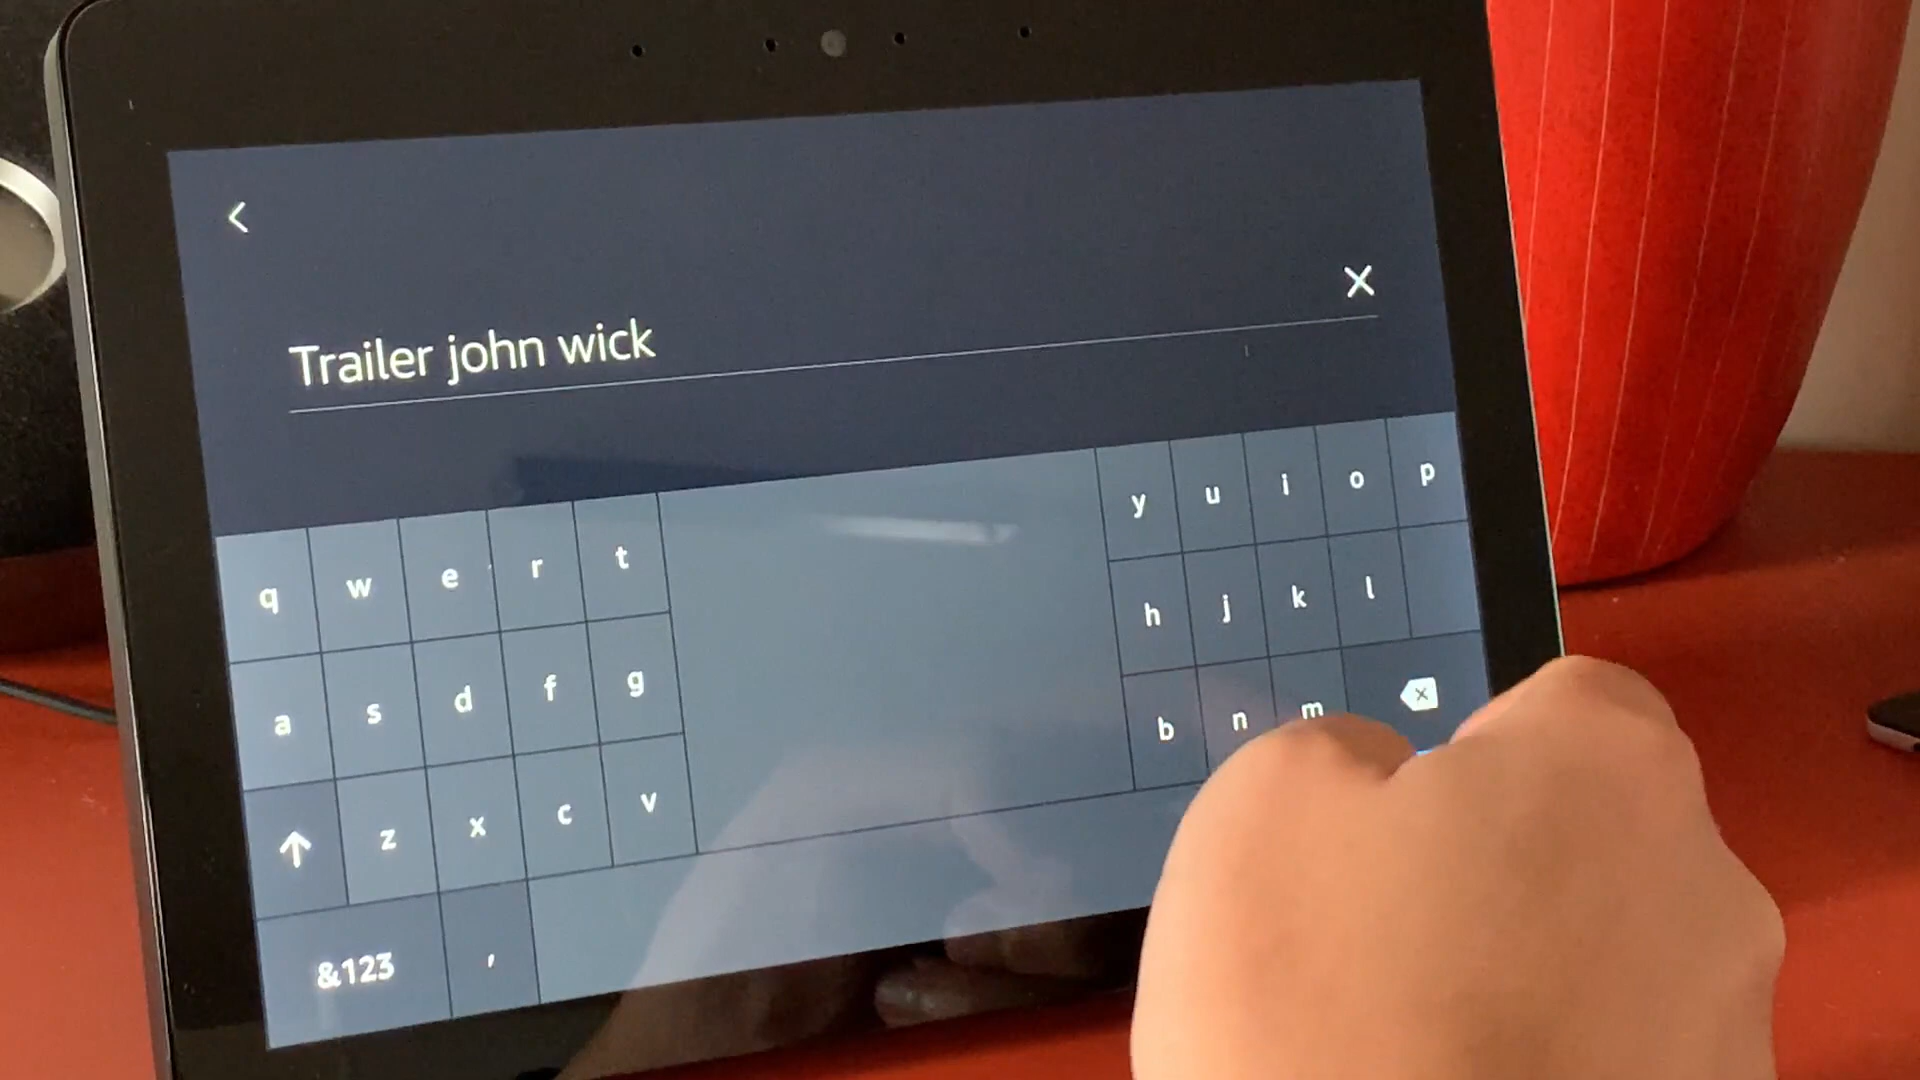 Trailer john wick
q w e r t y u i o p
a s d f g h j k l
z x c v b n m
&123 ,